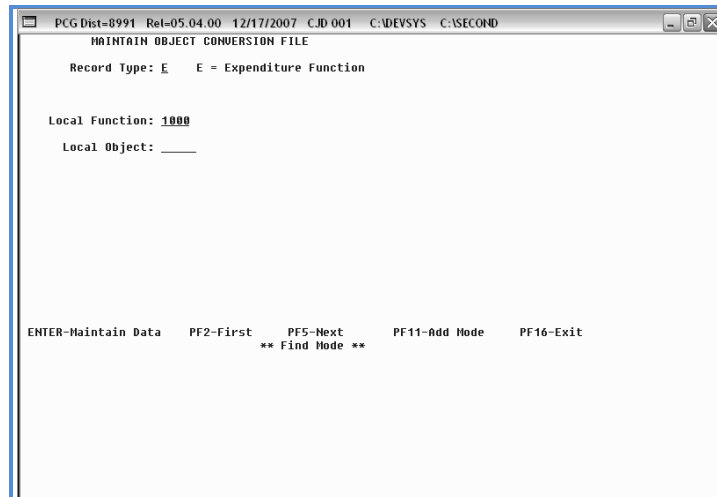 PCG Dist=8991 Rel=05.04.00 12/17/2007 CJD 001 C:\DEVSYS C:\SECOND
MAINTAIN OBJECT CONVERSION FILE
Record Type: E E = Expenditure Function
Local Function: 1000
Local Object: _____
ENTER-Maintain Data PF2-First PF5-Next PF11-Add Mode PF16-Exit
** Find Mode **